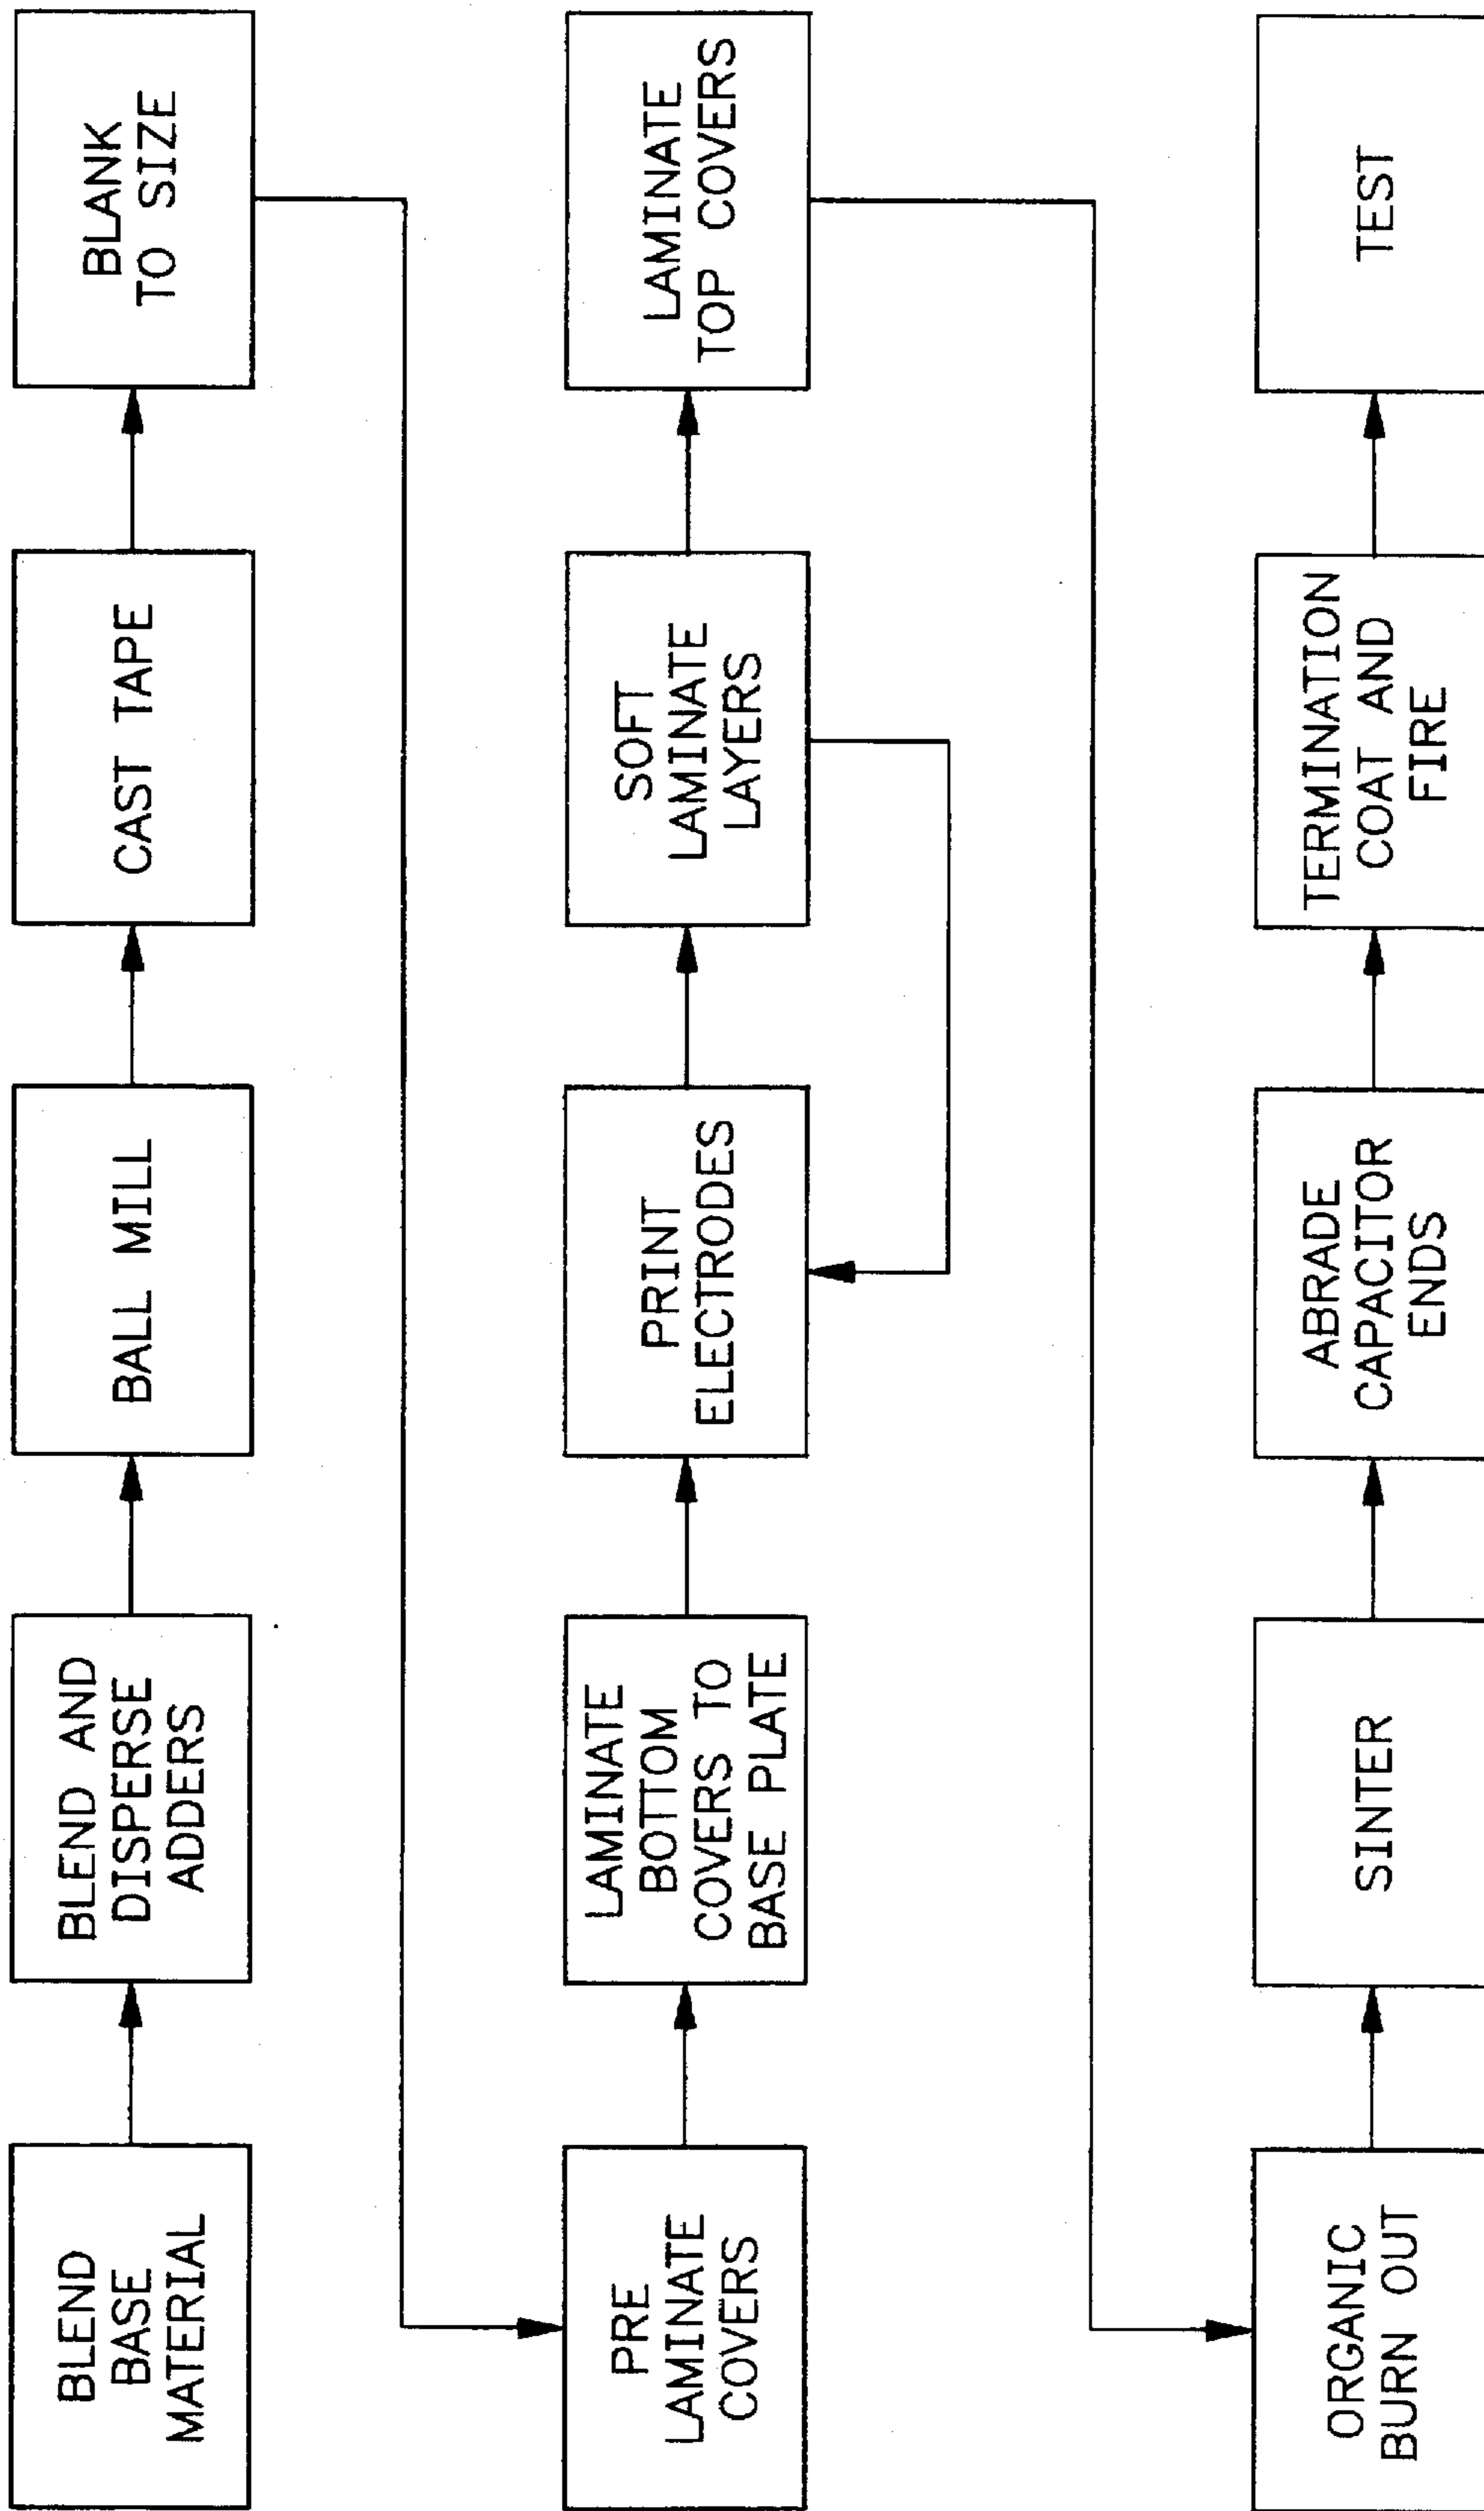 BLEND
BASE
MATERIAL
BLEND AND
DISPERSE
ADDERS
BALL MILL
CAST TAPE
BLANK
TO SIZE
PRE
LAMINATE
COVERS
LAMINATE
BOTTOM
COVERS TO
BASE PLATE
PRINT
ELECTRODES
SOFT
LAMINATE
LAYERS
LAMINATE
TOP COVERS
ORGANIC
BURN OUT
SINTER
ABRADE
CAPACITOR
ENDS
TERMINATION
COAT AND
FIRE
TEST